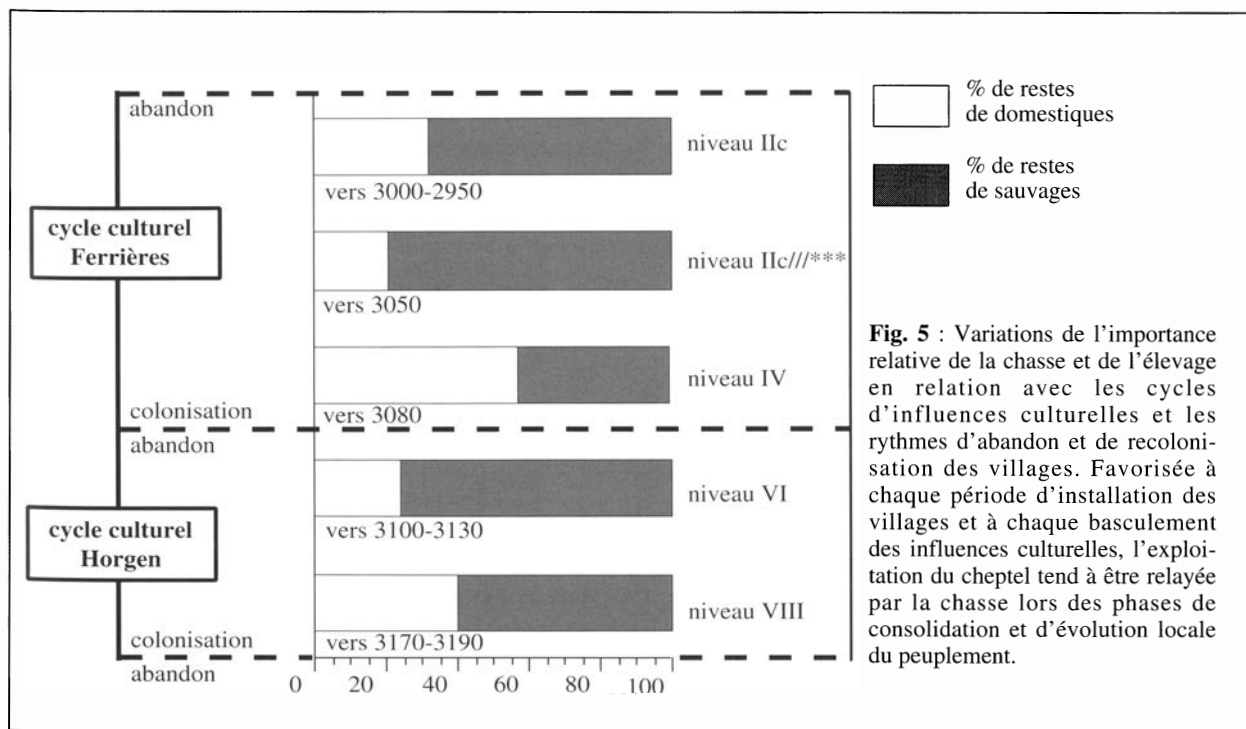 abandon
niveau IIc
vers 3000-2950
cycle culturel
Ferrières
niveau IIc///***
vers 3050
niveau IV
vers 3080
colonisation
abandon
niveau VI
vers 3100-3130
cycle culturel
Horgen
niveau VIII
vers 3170-3190
colonisation
abandon
0 20 40 60 80 100
% de restes
de domestiques
% de restes
de sauvages
Fig. 5 : Variations de l'importance
relative de la chasse et de l'élevage
en relation avec les cycles
d'influences culturelles et les
rythmes d'abandon et de recoloni-
sation des villages. Favorisée à
chaque période d'installation des
villages et à chaque basculement
des influences culturelles, l'exploi-
tation du cheptel tend à être relayée
par la chasse lors des phases de
consolidation et d'évolution locale
du peuplement.